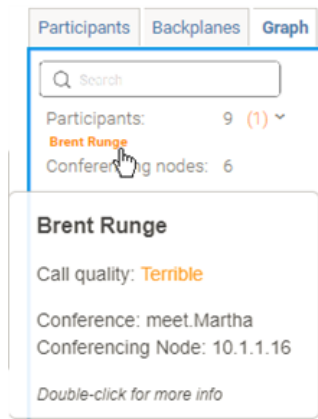 Participants Backplanes Graph
Search
Participants: 9 (1)
Brent Runge
Conferencing nodes: 6
Brent Runge
Call quality: Terrible
Conference: meet.Martha
Conferencing Node: 10.1.1.16
Double-click for more info